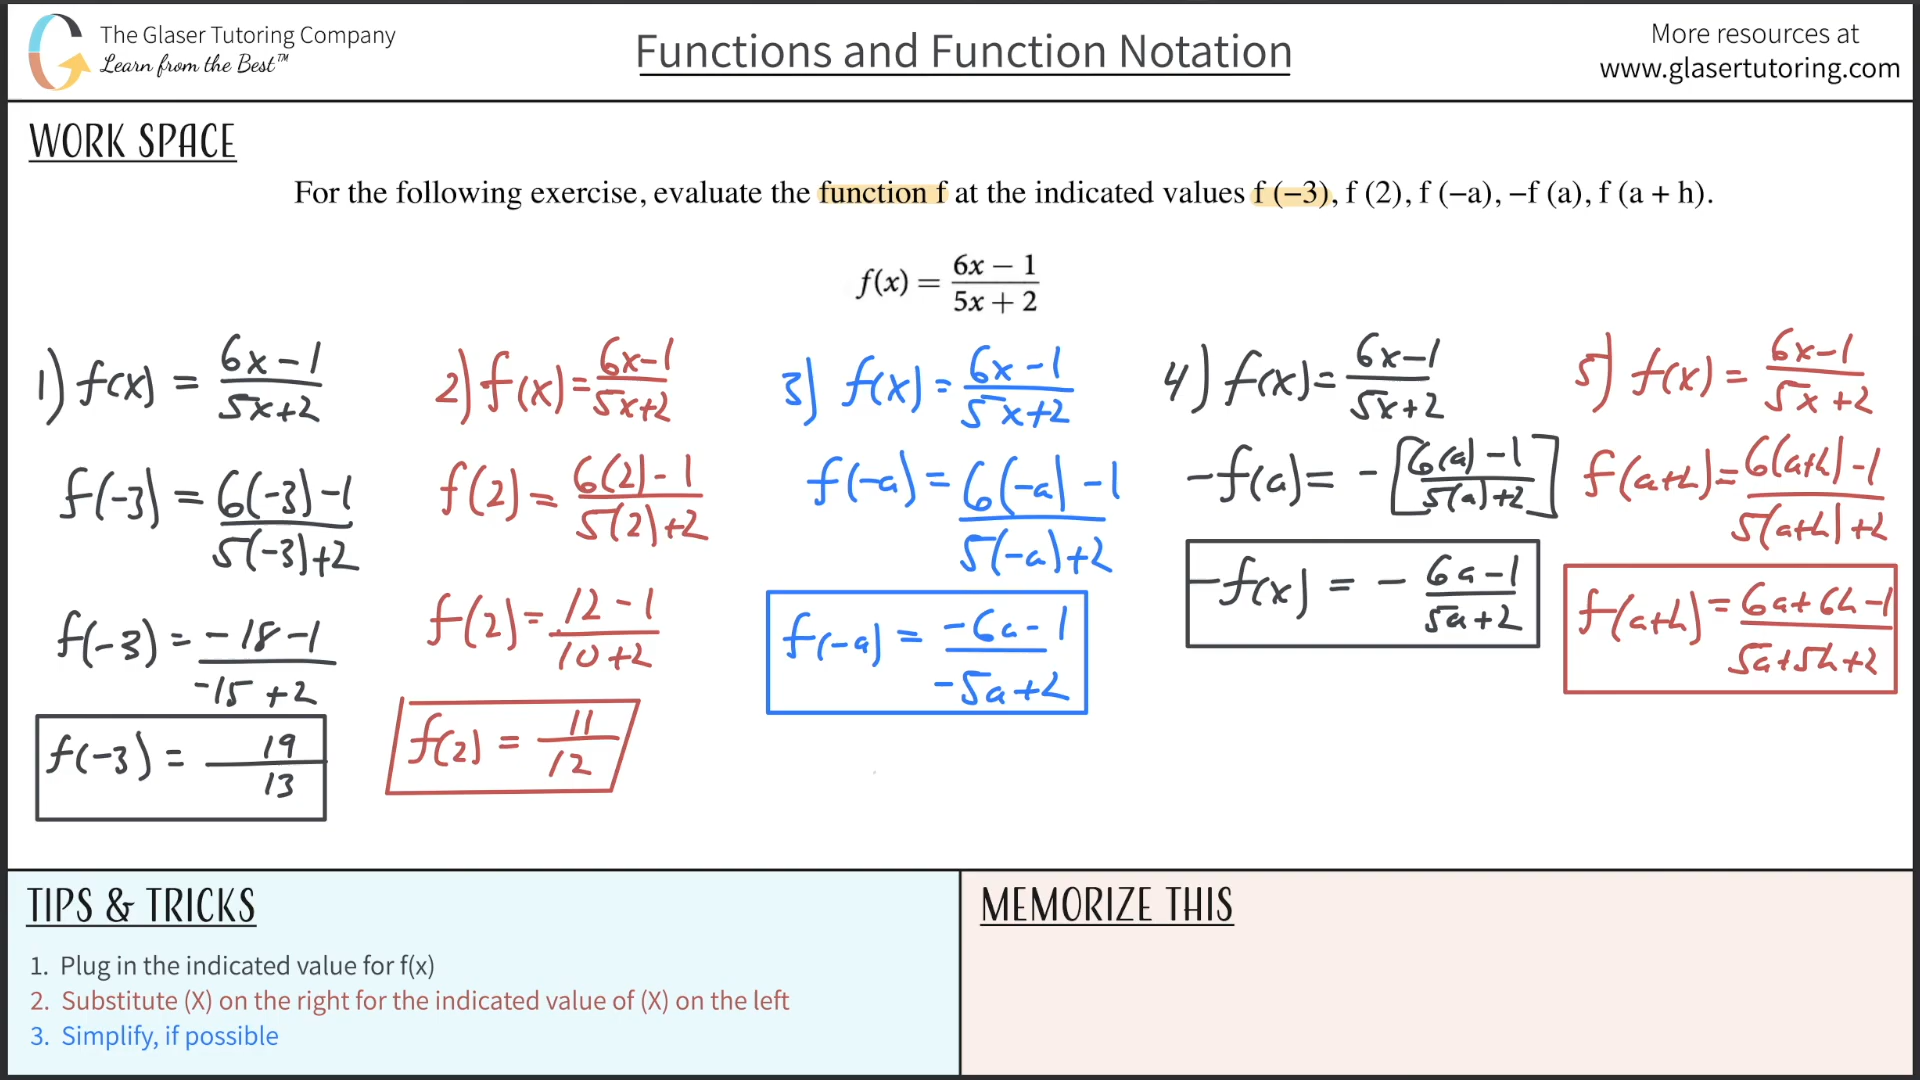 The Glaser Tutoring Company
Learn from the Best™
Functions and Function Notation
More resources at
www.glasertutoring.com
WORK SPACE
For the following exercise, evaluate the function f at the indicated values f (−3), f (2), f (−a), −f (a), f (a + h).
f(x) = (6x − 1)/(5x + 2)
1) f(x) = (6x-1)/(5x+2)
f(-3) = (6(-3)-1)/(5(-3)+2)
f(-3) = (-18-1)/(-15+2)
f(-3) = 19/13
2) f(x) = (6x-1)/(5x+2)
f(2) = (6(2)-1)/(5(2)+2)
f(2) = (12-1)/(10+2)
f(2) = 11/12
3) f(x) = (6x-1)/(5x+2)
f(-a) = (6(-a)-1)/(5(-a)+2)
f(-a) = (-6a-1)/(-5a+2)
4) f(x) = (6x-1)/(5x+2)
-f(a) = -[(6(a)-1)/(5(a)+2)]
-f(x) = - (6a-1)/(5a+2)
5) f(x) = (6x-1)/(5x+2)
f(a+h) = (6(a+h)-1)/(5(a+h)+2)
f(a+h) = (6a+6h-1)/(5a+5h+2)
TIPS & TRICKS
1. Plug in the indicated value for f(x)
2. Substitute (X) on the right for the indicated value of (X) on the left
3. Simplify, if possible
MEMORIZE THIS